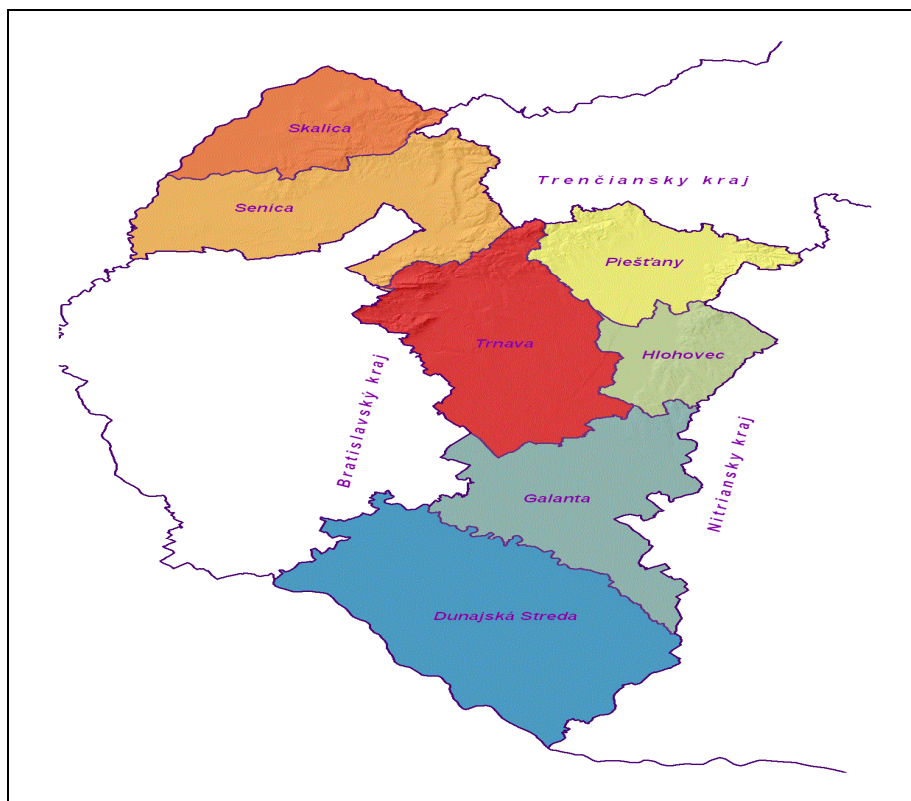 Skalica
Trenčiansky kraj
Senica
Piešťany
Trnava
Hlohovec
Bratislavský kraj
Nitriansky kraj
Galanta
Dunajská Streda